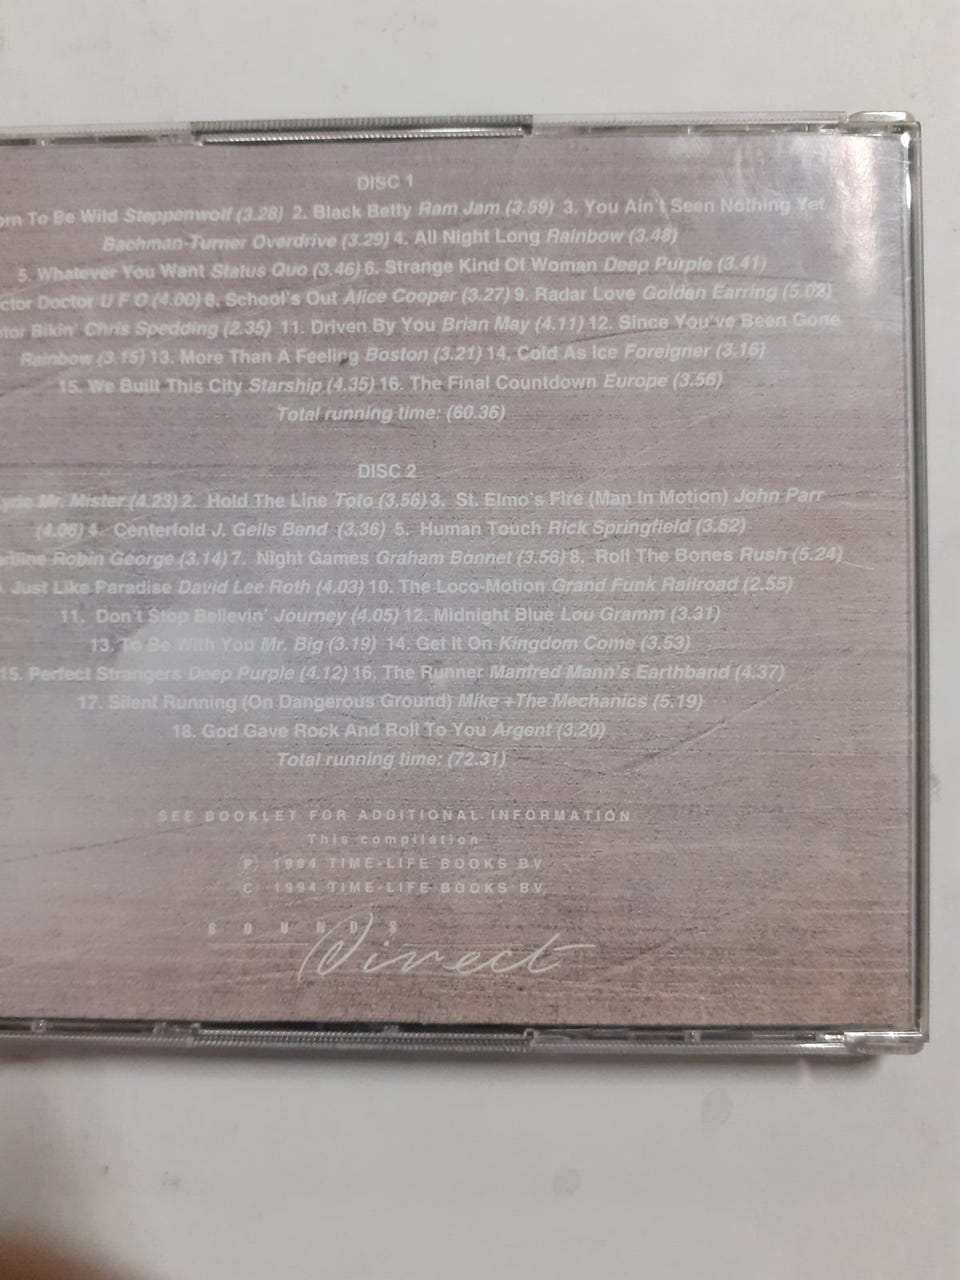 DISC 1
orn To Be Wild Steppenwolf (3.28) 2. Black Betty Ram Jam (3.59) 3. You Ain't Seen Nothing Yet
Bachman-Turner Overdrive (3.29) 4. All Night Long Rainbow (3.48)
5. Whatever You Want Status Quo (3.46) 6. Strange Kind Of Woman Deep Purple (3.41)
ctor Doctor U F O (4.00) 8. School's Out Alice Cooper (3.27) 9. Radar Love Golden Earring (5.02)
otor Bikin' Chris Spedding (2.35) 11. Driven By You Brian May (4.11) 12. Since You've Been Gone
Rainbow (3.15) 13. More Than A Feeling Boston (3.21) 14. Cold As Ice Foreigner (3.16)
15. We Built This City Starship (4.35) 16. The Final Countdown Europe (3.56)
Total running time: (60.36)
DISC 2
yrie Mr. Mister (4.23) 2. Hold The Line Toto (3.56) 3. St. Elmo's Fire (Man In Motion) John Parr
(4.06) 4. Centerfold J. Geils Band (3.36) 5. Human Touch Rick Springfield (3.52)
rtline Robin George (3.14) 7. Night Games Graham Bonnet (3.56) 8. Roll The Bones Rush (5.24)
. Just Like Paradise David Lee Roth (4.03) 10. The Loco-Motion Grand Funk Railroad (2.55)
11. Don't Stop Believin' Journey (4.05) 12. Midnight Blue Lou Gramm (3.31)
13. To Be With You Mr. Big (3.19) 14. Get It On Kingdom Come (3.53)
15. Perfect Strangers Deep Purple (4.12) 16. The Runner Manfred Mann's Earthband (4.37)
17. Silent Running (On Dangerous Ground) Mike +The Mechanics (5.19)
18. God Gave Rock And Roll To You Argent (3.20)
Total running time: (72.31)
SEE BOOKLET FOR ADDITIONAL INFORMATION
This compilation
℗ 1994 TIME-LIFE BOOKS BV
© 1994 TIME-LIFE BOOKS BV
SOUNDS
Direct